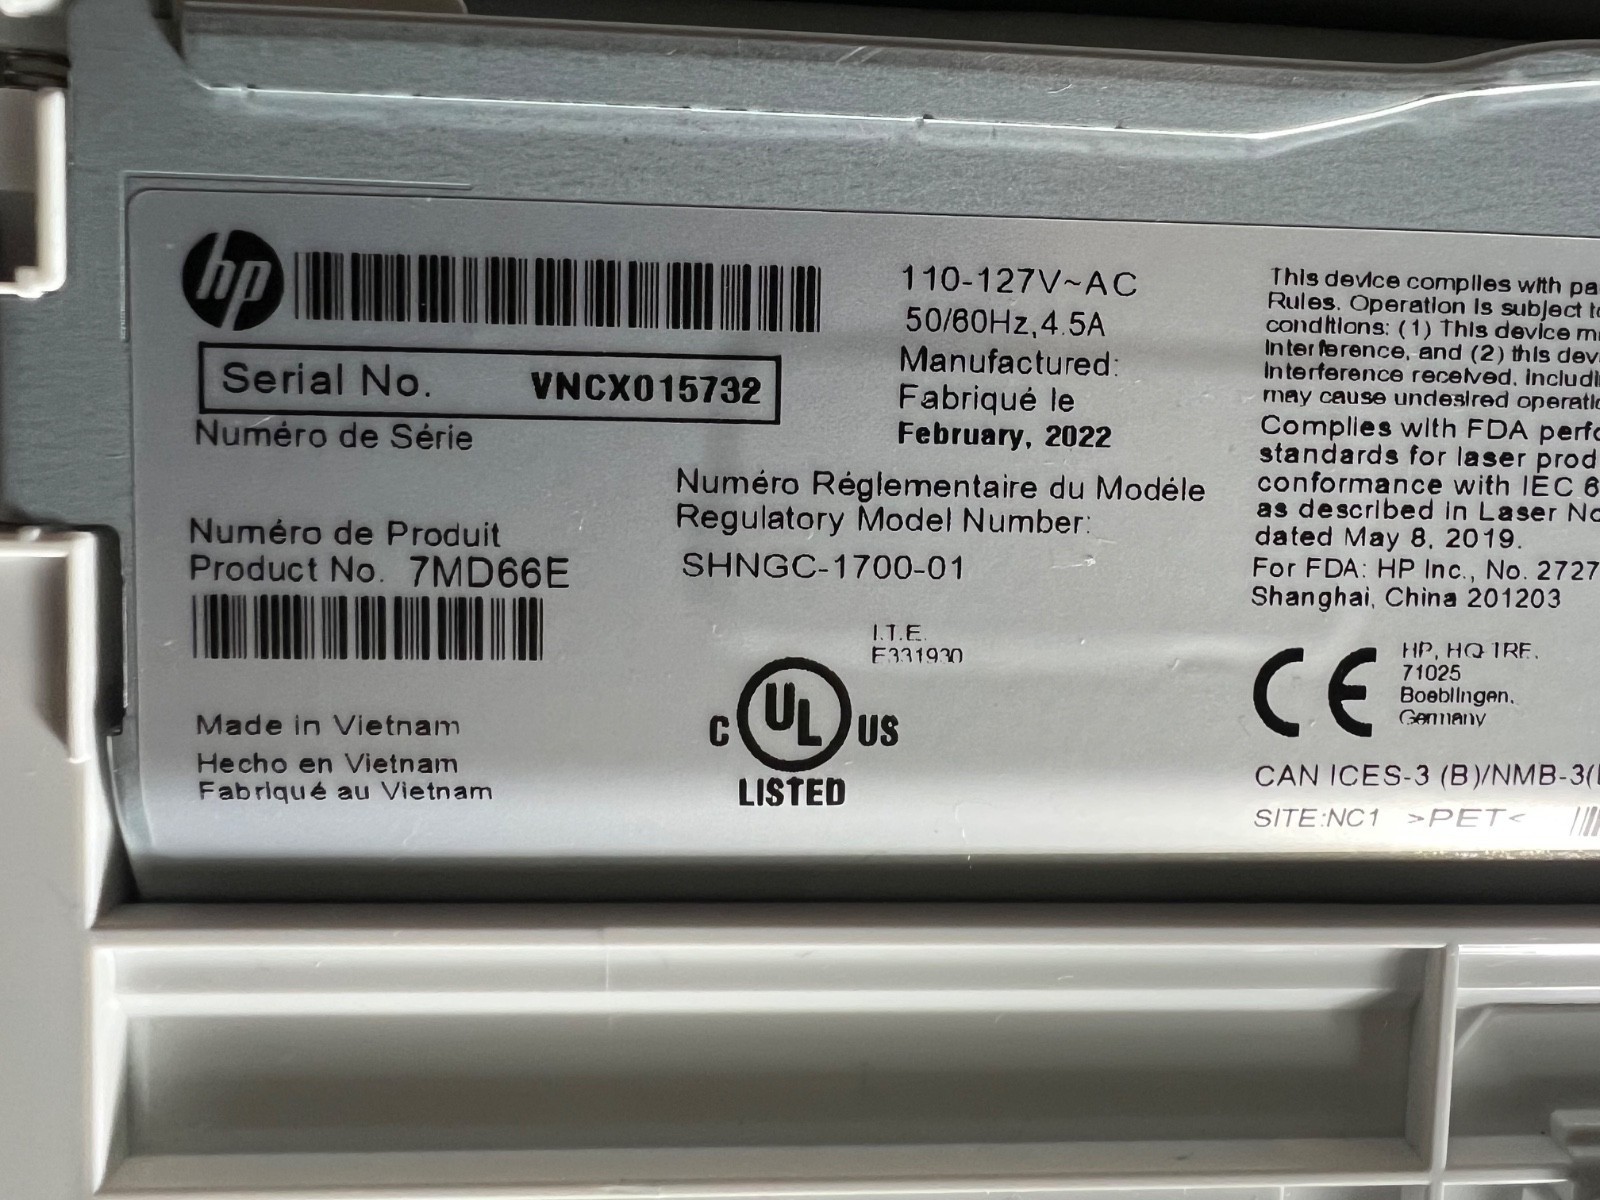 hp
110-127V~AC
50/60Hz, 4.5A
Serial No. VNCX015732
Numéro de Série
Manufactured:
Fabriqué le
February, 2022
Numéro Réglementaire du Modéle
Regulatory Model Number:
SHNGC-1700-01
Numéro de Produit
Product No. 7MD66E
Made in Vietnam
Hecho en Vietnam
Fabriqué au Vietnam
I.T.E.
E331930
C UL US
LISTED
This device complies with
Rules. Operation is subject
conditions: (1) This device
Interference, and (2) this
Interference received,
may cause undesired
Complies with FDA
standards for laser
conformance with IEC
as described in Laser
dated May 8, 2019.
For FDA: HP Inc., No. 2727
Shanghai, China 201203
CE
HP, HQ-TRE,
71025
Boeblingen,
Germany
CAN ICES-3 (B)/NMB-3
SITE:NC1 >PET<